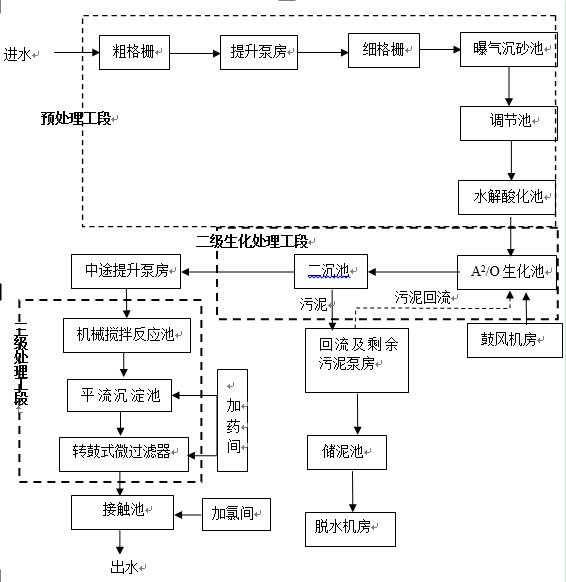 进水
粗格栅
提升泵房
细格栅
曝气沉砂池
预处理工段
调节池
水解酸化池
二级生化处理工段
中途提升泵房
二沉池
A²/O生化池
污泥
污泥回流
三级处理工段
机械搅拌反应池
回流及剩余
污泥泵房
鼓风机房
平流沉淀池
加药间
转鼓式微过滤器
储泥池
接触池
加氯间
脱水机房
出水